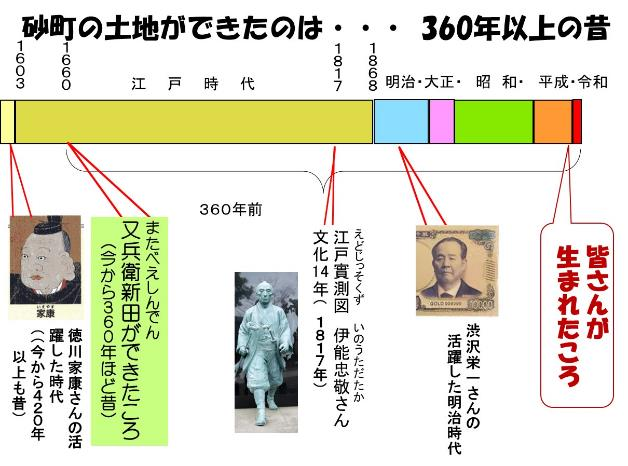 砂町の土地ができたのは・・・ 360年以上の昔
1603
1660
江戸時代
1817
1868
明治・大正・ 昭 和・ 平成・令和
360年前
家康
徳川家康さんの活
躍した時代
(（今から420年
以上も昔）
またべえしんでん
又兵衛新田ができたころ
（今から360年ほど昔）
えどじっそくず いのうただたか
江戸實測図 伊能忠敬さん
文化14年（1817年）
渋沢栄一さんの
活躍した明治時代
皆さんが
生まれたころ